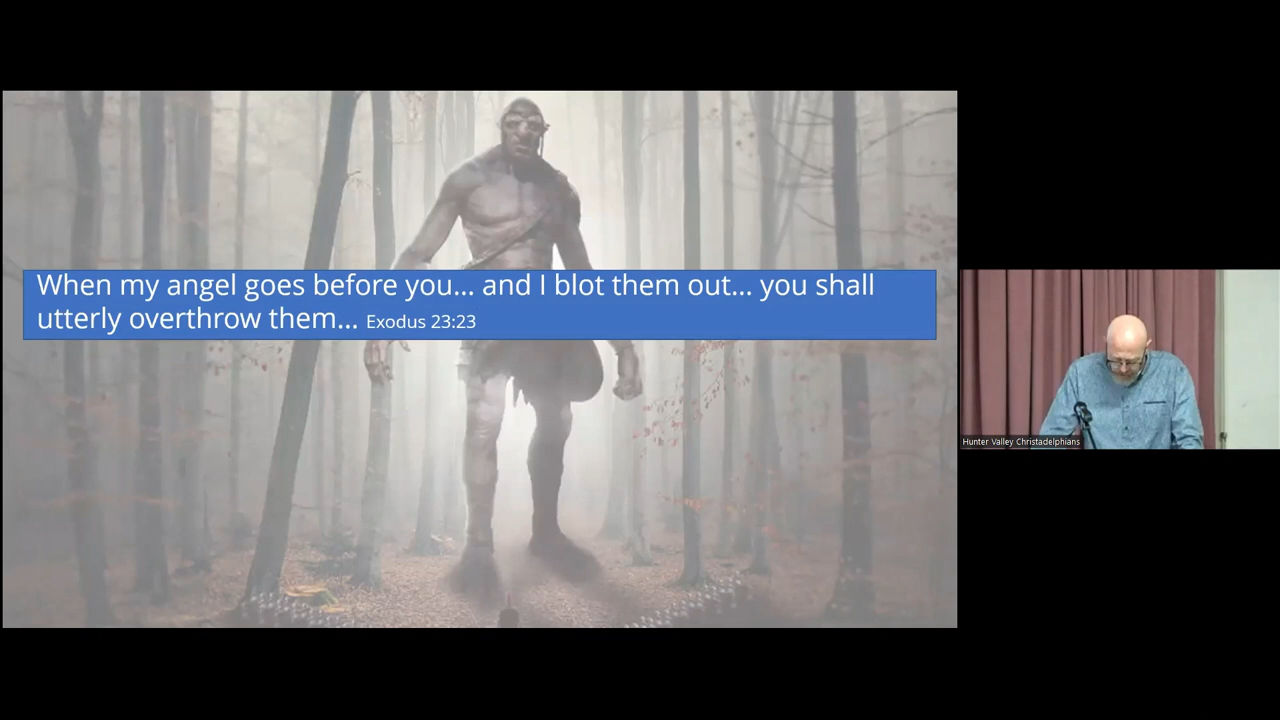 When my angel goes before you... and I blot them out... you shall
utterly overthrow them... Exodus 23:23
Hunter Valley Christadelphians